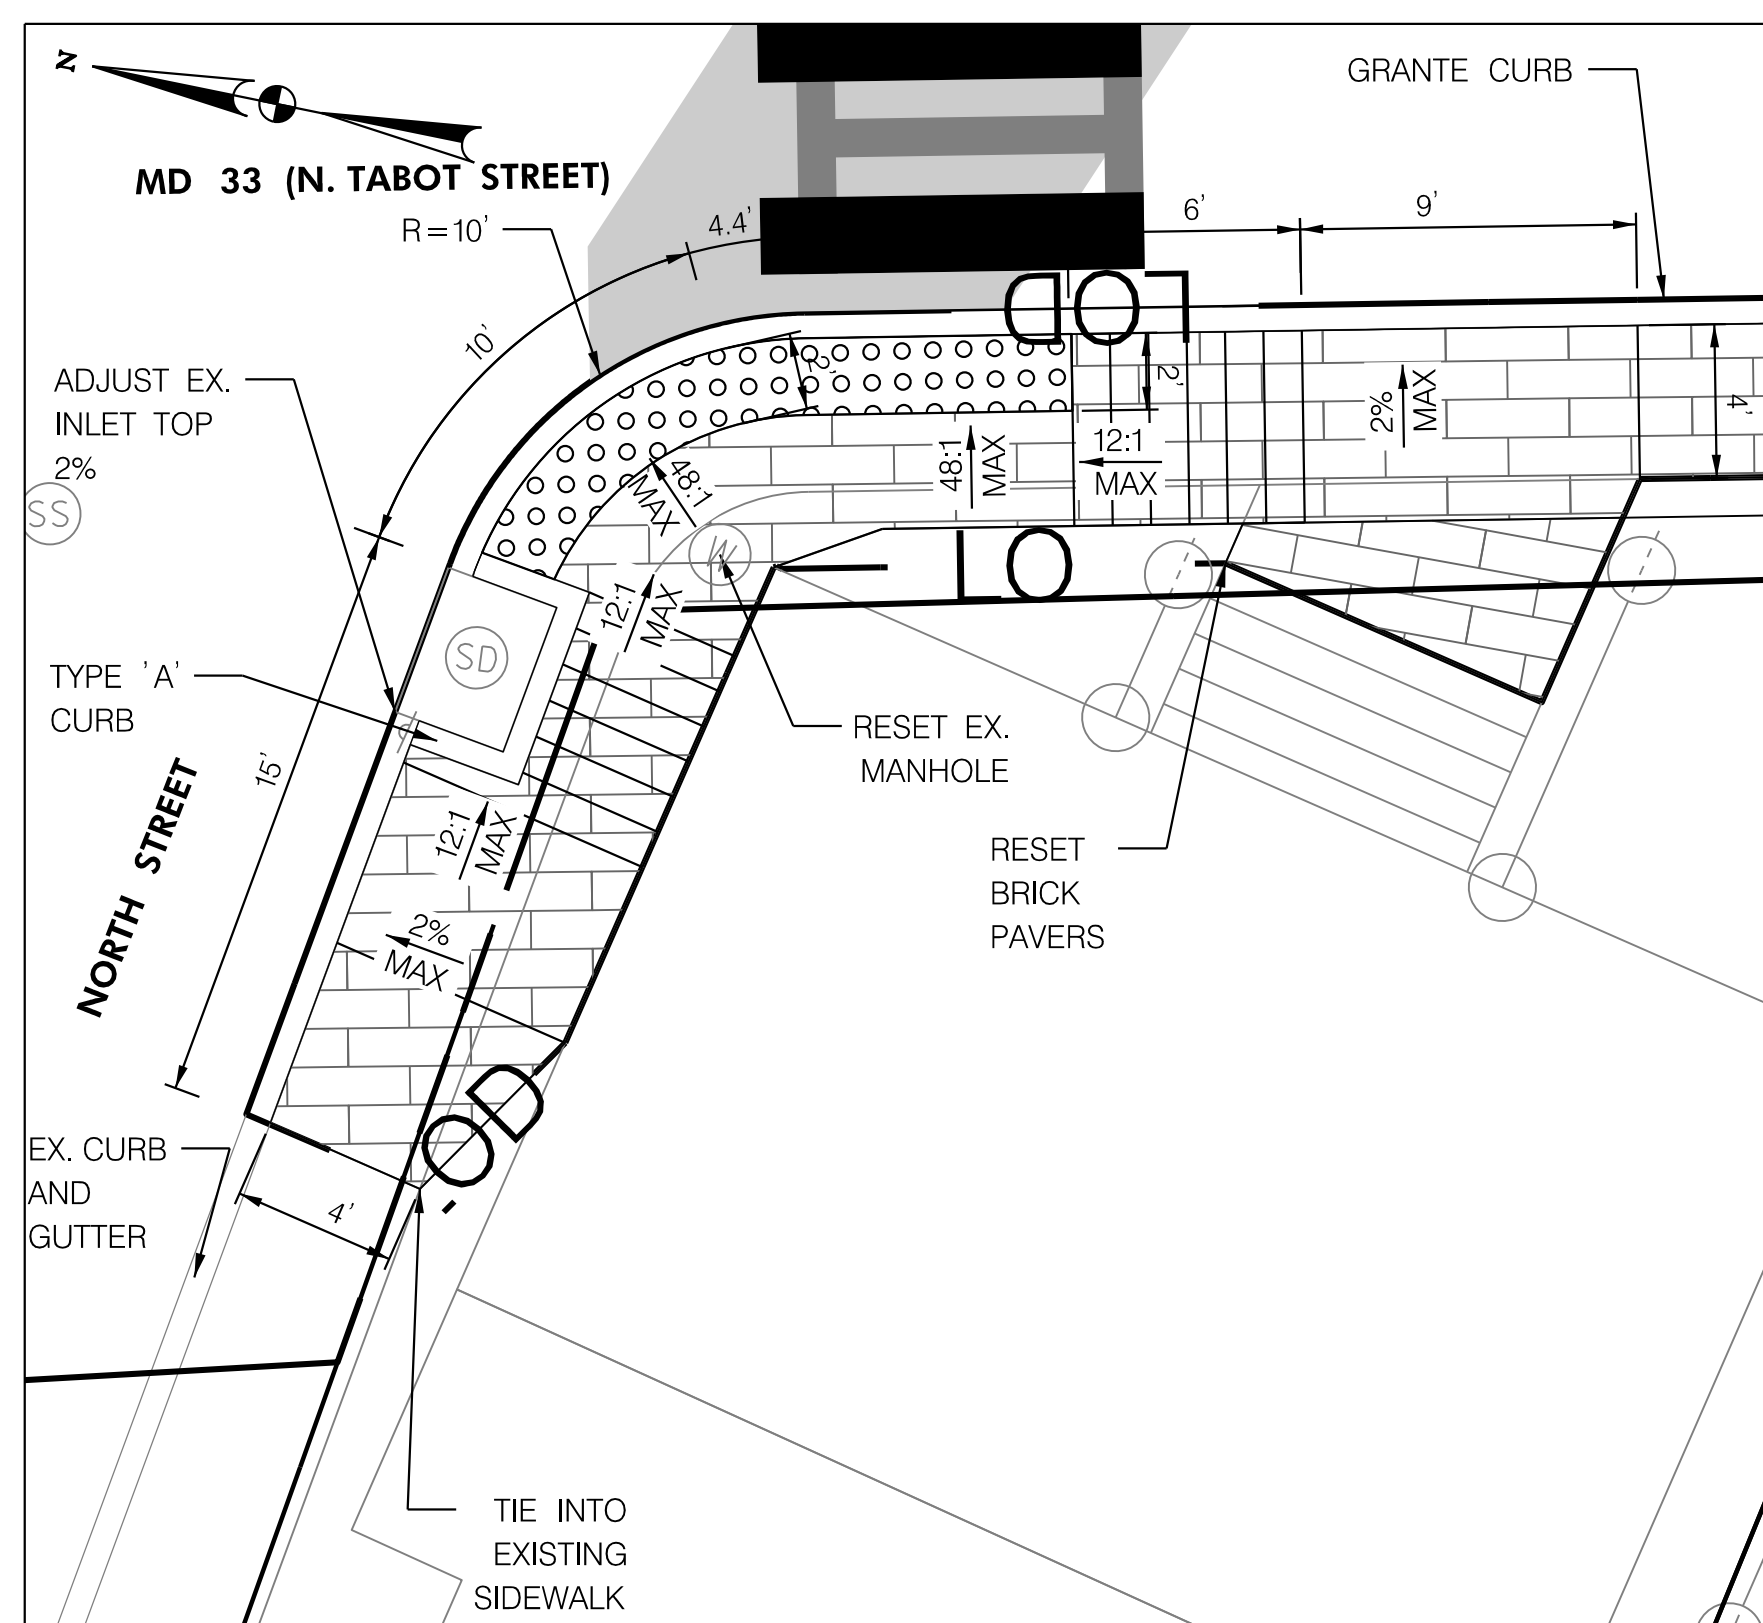 N
MD 33 (N. TABOT STREET)
GRANTE CURB
R=10'
4.4'
6'
9'
10'
ADJUST EX.
INLET TOP
2%
SS
LOD
2'
2'
2%
MAX
4'
48:1
MAX
48:1
MAX
12:1
MAX
W
LO
12:1
MAX
SD
TYPE 'A'
CURB
RESET EX.
MANHOLE
15'
NORTH STREET
12:1
MAX
RESET
BRICK
PAVERS
2%
MAX
OD
EX. CURB
AND
GUTTER
4'
TIE INTO
EXISTING
SIDEWALK